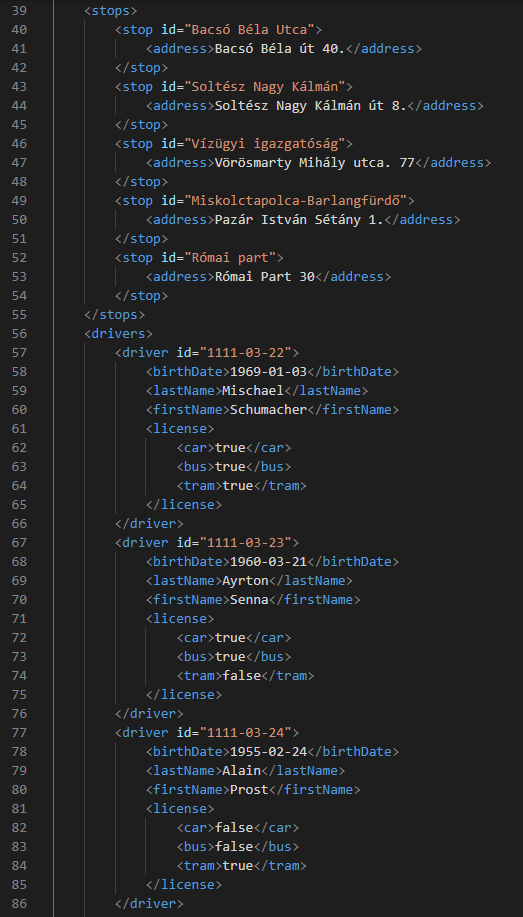 39 <stops>
40 <stop id="Bacsó Béla Utca">
41 <address>Bacsó Béla út 40.</address>
42 </stop>
43 <stop id="Soltész Nagy Kálmán">
44 <address>Soltész Nagy Kálmán út 8.</address>
45 </stop>
46 <stop id="Vízügyi igazgatóság">
47 <address>Vörösmarty Mihály utca. 77</address>
48 </stop>
49 <stop id="Miskolctapolca-Barlangfürdő">
50 <address>Pazár István Sétány 1.</address>
51 </stop>
52 <stop id="Római part">
53 <address>Római Part 30</address>
54 </stop>
55 </stops>
56 <drivers>
57 <driver id="1111-03-22">
58 <birthDate>1969-01-03</birthDate>
59 <lastName>Mischael</lastName>
60 <firstName>Schumacher</firstName>
61 <license>
62 <car>true</car>
63 <bus>true</bus>
64 <tram>true</tram>
65 </license>
66 </driver>
67 <driver id="1111-03-23">
68 <birthDate>1960-03-21</birthDate>
69 <lastName>Ayrton</lastName>
70 <firstName>Senna</firstName>
71 <license>
72 <car>true</car>
73 <bus>true</bus>
74 <tram>false</tram>
75 </license>
76 </driver>
77 <driver id="1111-03-24">
78 <birthDate>1955-02-24</birthDate>
79 <lastName>Alain</lastName>
80 <firstName>Prost</firstName>
81 <license>
82 <car>false</car>
83 <bus>false</bus>
84 <tram>true</tram>
85 </license>
86 </driver>